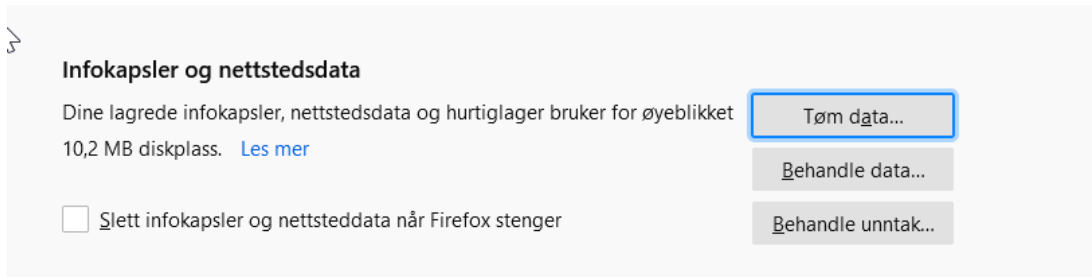 Infokapsler og nettstedsdata
Dine lagrede infokapsler, nettstedsdata og hurtiglager bruker for øyeblikket
10,2 MB diskplass. Les mer
Tøm data...
Behandle data...
Slett infokapsler og nettsteddata når Firefox stenger
Behandle unntak...